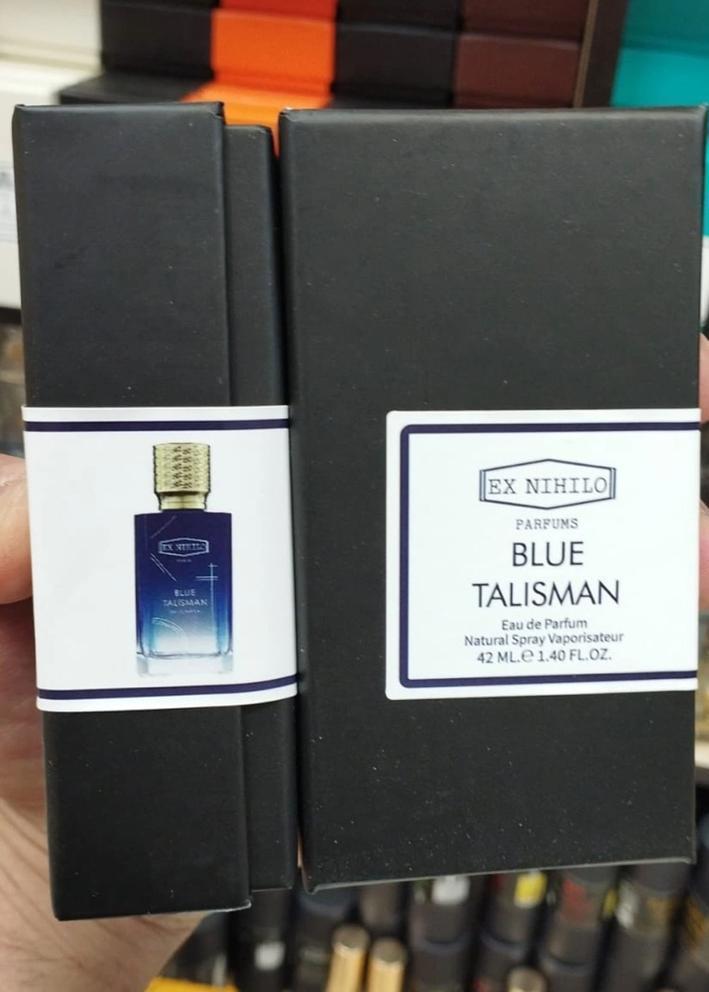 EX NIHILO
BLUE
TALISMAN
EX NIHILO
PARFUMS
BLUE
TALISMAN
Eau de Parfum
Natural Spray Vaporisateur
42 ML.℮ 1.40 FL.OZ.